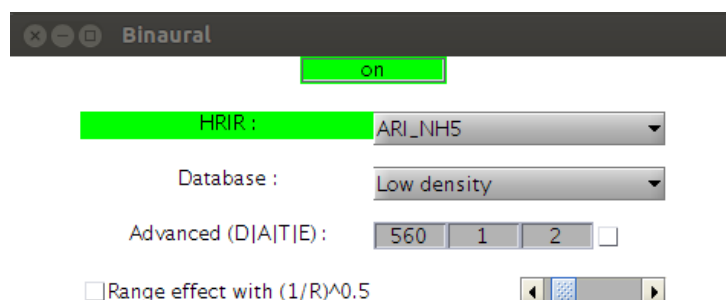 Binaural
on
HRIR : ARI_NH5
Database : Low density
Advanced (D|A|T|E) : 560 1 2
Range effect with (1/R)^0.5